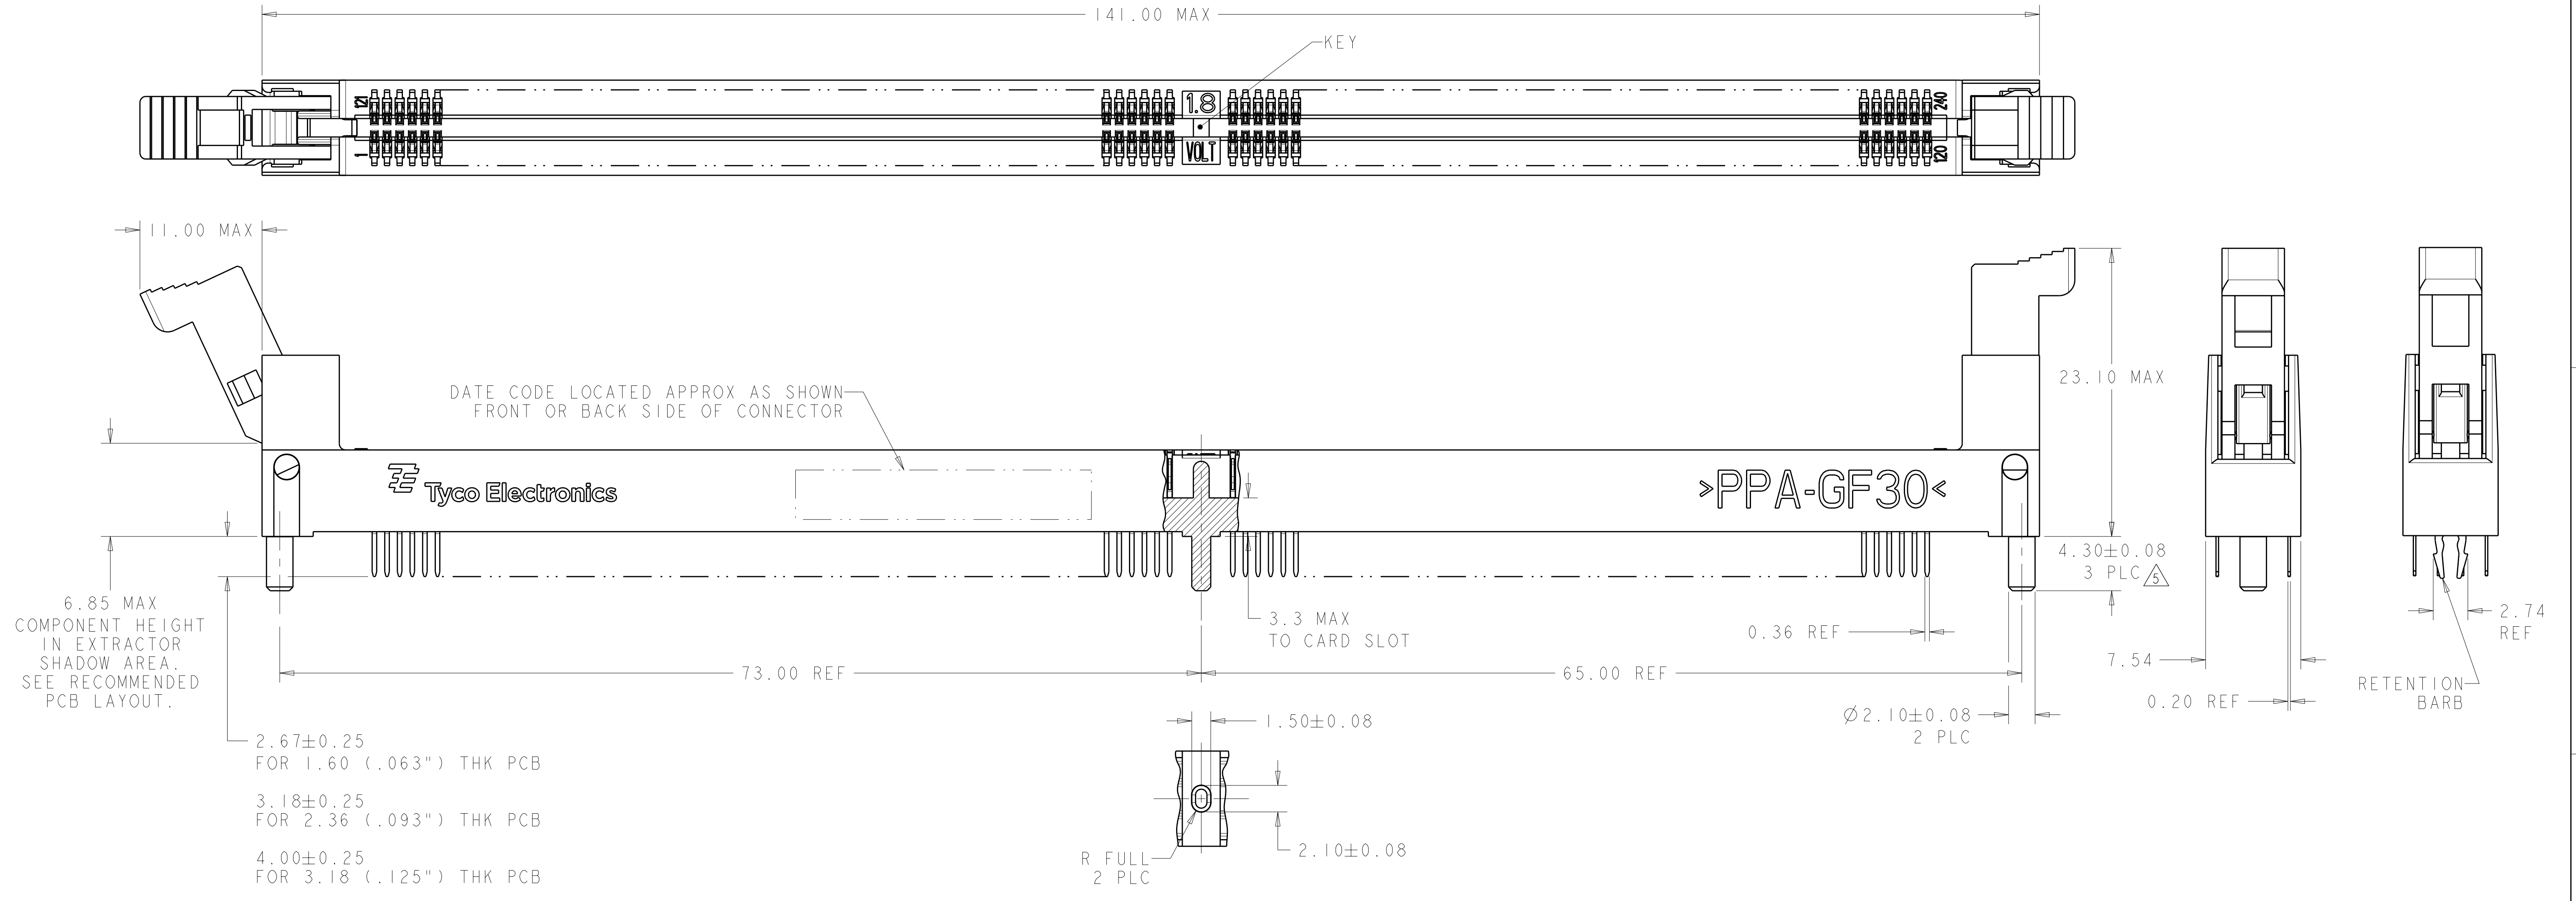 141.00 MAX
KEY
121
1.8
240
1
VOLT
120
11.00 MAX
23.10 MAX
DATE CODE LOCATED APPROX AS SHOWN
FRONT OR BACK SIDE OF CONNECTOR
Tyco Electronics
>PPA-GF30<
4.30±0.08
3 PLC 5
6.85 MAX
COMPONENT HEIGHT
IN EXTRACTOR
SHADOW AREA.
SEE RECOMMENDED
PCB LAYOUT.
3.3 MAX
TO CARD SLOT
0.36 REF
2.74
REF
73.00 REF
65.00 REF
7.54
RETENTION
BARB
0.20 REF
Ø2.10±0.08
2 PLC
1.50±0.08
2.67±0.25
FOR 1.60 (.063") THK PCB
3.18±0.25
FOR 2.36 (.093") THK PCB
4.00±0.25
FOR 3.18 (.125") THK PCB
2.10±0.08
R FULL
2 PLC